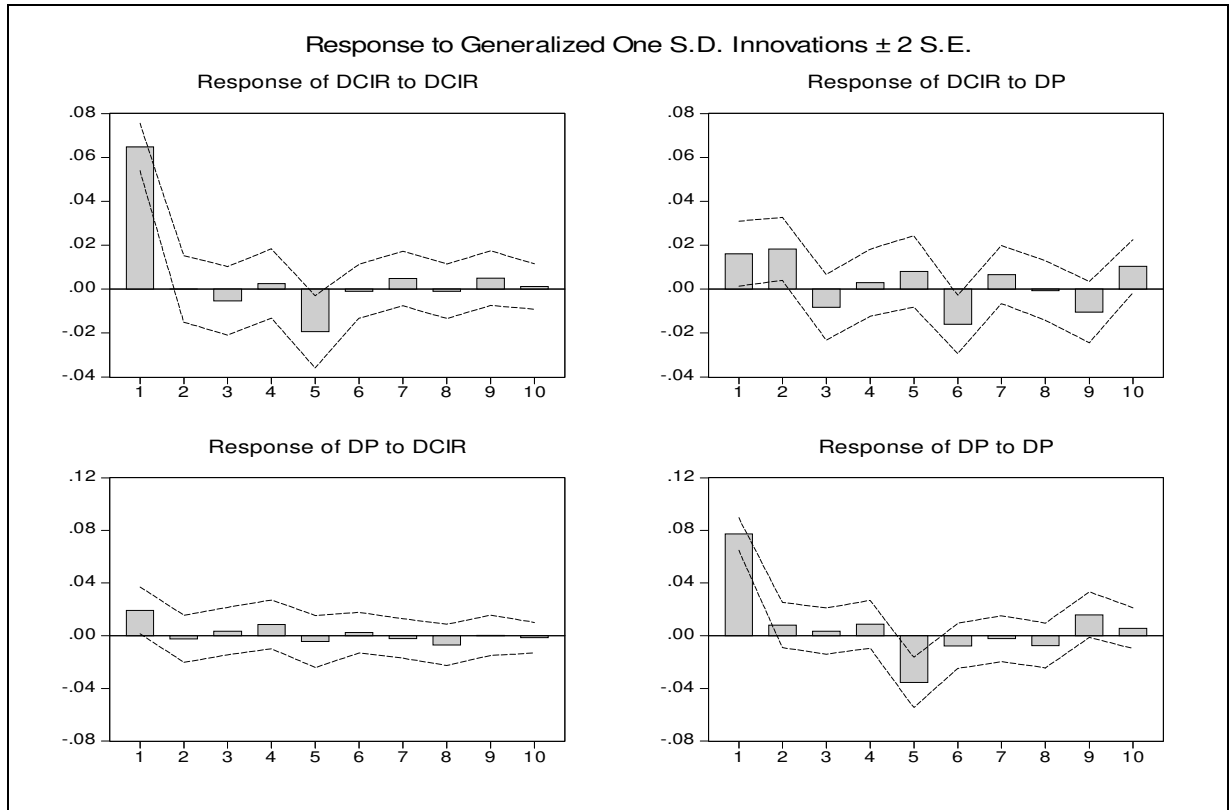 Response to Generalized One S.D. Innovations ± 2 S.E.
Response of DCIR to DCIR
.08
.06
.04
.02
.00
-.02
-.04
1 2 3 4 5 6 7 8 9 10
Response of DCIR to DP
.08
.06
.04
.02
.00
-.02
-.04
1 2 3 4 5 6 7 8 9 10
Response of DP to DCIR
.12
.08
.04
.00
-.04
-.08
1 2 3 4 5 6 7 8 9 10
Response of DP to DP
.12
.08
.04
.00
-.04
-.08
1 2 3 4 5 6 7 8 9 10